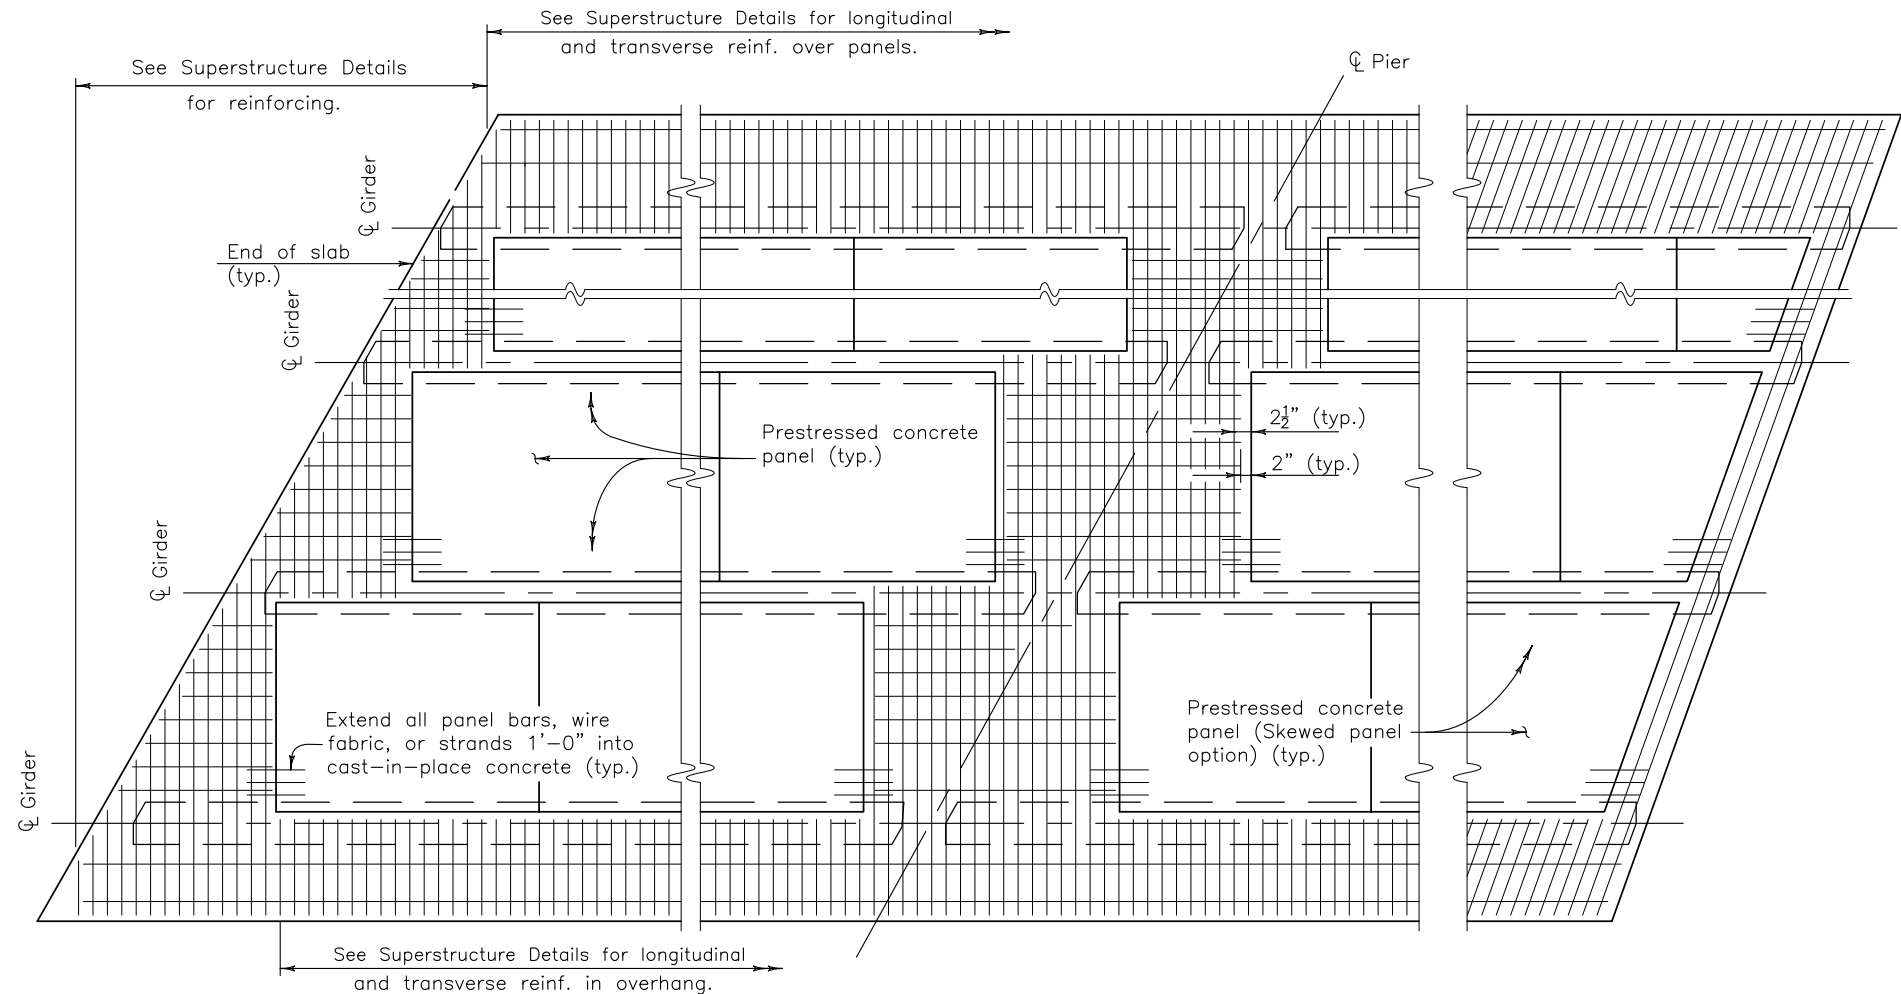 See Superstructure Details for longitudinal
and transverse reinf. over panels.
See Superstructure Details
for reinforcing.
℄ Pier
℄ Girder
End of slab
(typ.)
℄ Girder
2½" (typ.)
Prestressed concrete
panel (typ.)
2" (typ.)
℄ Girder
Extend all panel bars, wire
fabric, or strands 1'-0" into
cast-in-place concrete (typ.)
Prestressed concrete
panel (Skewed panel
option) (typ.)
℄ Girder
See Superstructure Details for longitudinal
and transverse reinf. in overhang.